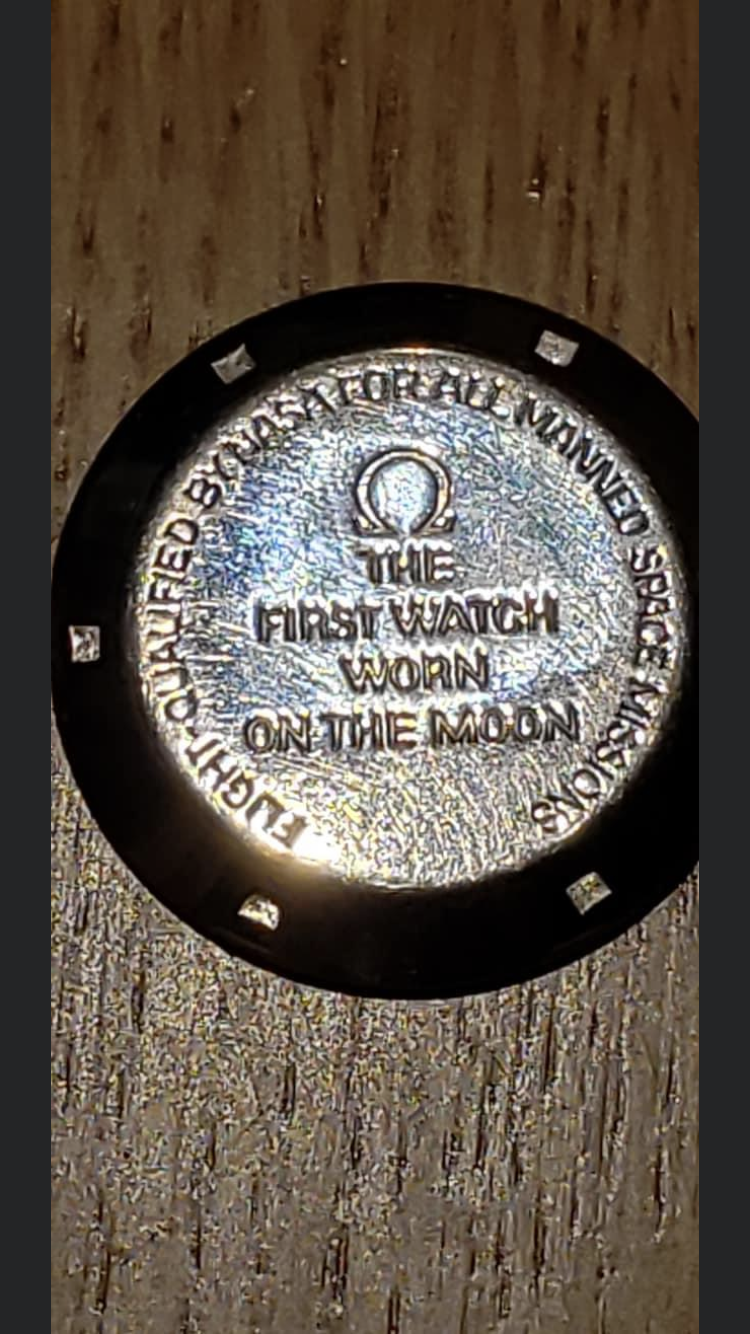 FLIGHT-QUALIFIED BY NASA FOR ALL MANNED SPACE MISSIONS
Ω
THE
FIRST WATCH
WORN
ON THE MOON